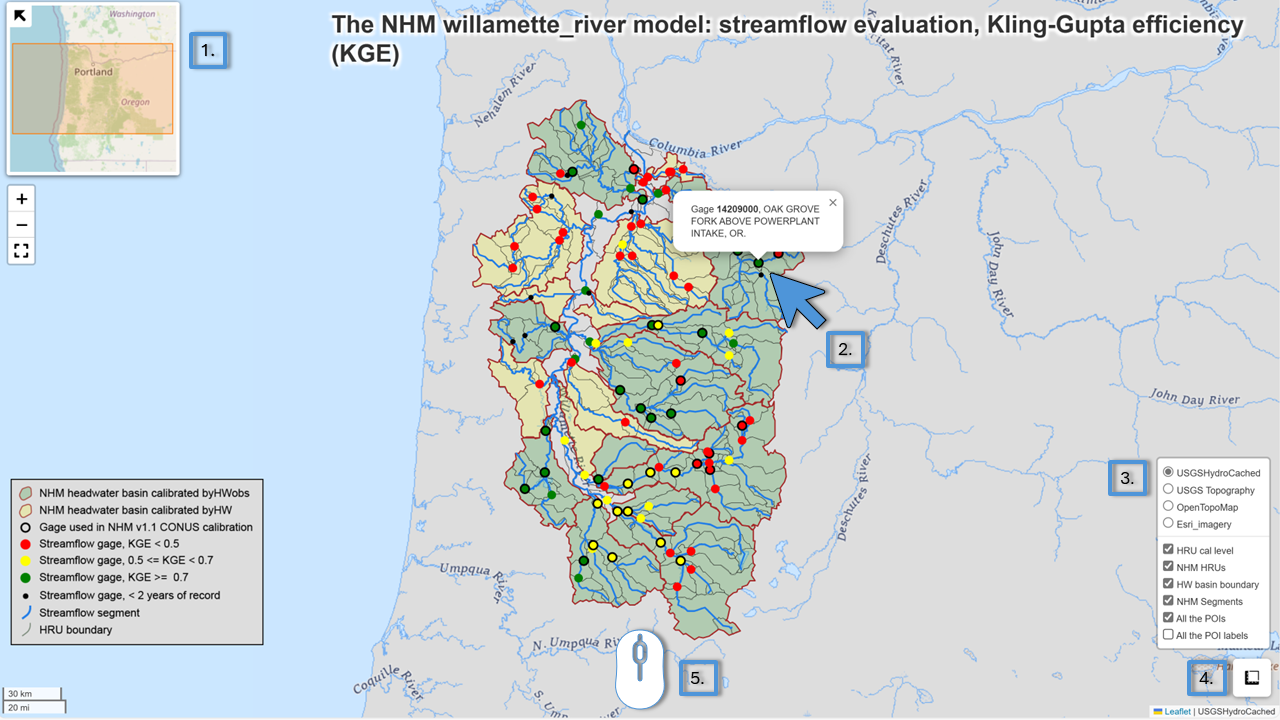 The NHM willamette_river model: streamflow evaluation, Kling-Gupta efficiency
(KGE)
Washington
Portland
Oregon
1.
+
−
Nehalem River
Columbia River
Deschutes River
John Day River
Gage 14209000, OAK GROVE
FORK ABOVE POWERPLANT
INTAKE, OR.
×
2.
John Day River
Deschutes River
Umpqua River
N. Umpqua
Coquille River
S. Umpqua
NHM headwater basin calibrated byHWobs
NHM headwater basin calibrated byHW
Gage used in NHM v1.1 CONUS calibration
Streamflow gage, KGE < 0.5
Streamflow gage, 0.5 <= KGE < 0.7
Streamflow gage, KGE >= 0.7
Streamflow gage, < 2 years of record
Streamflow segment
HRU boundary
3.
USGSHydroCached
USGS Topography
OpenTopoMap
Esri_imagery
HRU cal level
NHM HRUs
HW basin boundary
NHM Segments
All the POIs
All the POI labels
4.
5.
30 km
20 mi
Leaflet | USGSHydroCached